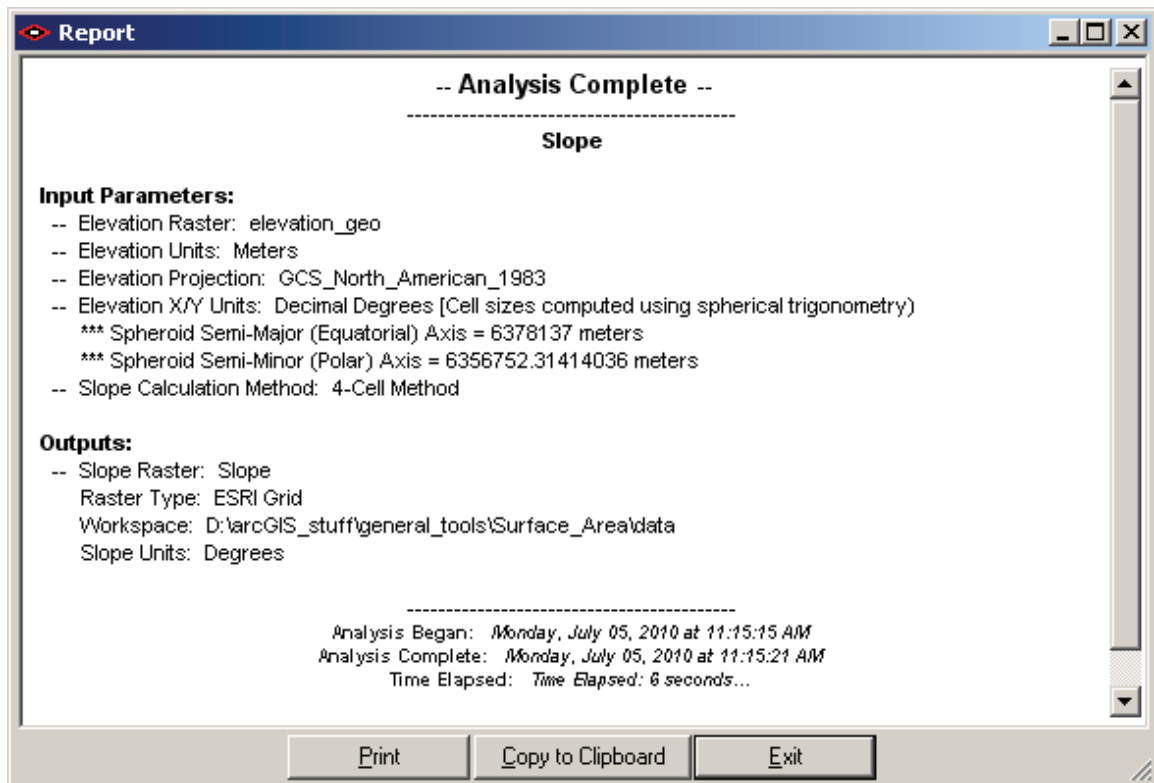 Report
-- Analysis Complete --
-----------------------------------------
Slope
Input Parameters:
-- Elevation Raster: elevation_geo
-- Elevation Units: Meters
-- Elevation Projection: GCS_North_American_1983
-- Elevation X/Y Units: Decimal Degrees [Cell sizes computed using spherical trigonometry)
*** Spheroid Semi-Major (Equatorial) Axis = 6378137 meters
*** Spheroid Semi-Minor (Polar) Axis = 6356752.31414036 meters
-- Slope Calculation Method: 4-Cell Method
Outputs:
-- Slope Raster: Slope
Raster Type: ESRI Grid
Workspace: D:\arcGIS_stuff\general_tools\Surface_Area\data
Slope Units: Degrees
-----------------------------------------
Analysis Began: Monday, July 05, 2010 at 11:15:15 AM
Analysis Complete: Monday, July 05, 2010 at 11:15:21 AM
Time Elapsed: Time Elapsed: 6 seconds...
Print Copy to Clipboard Exit